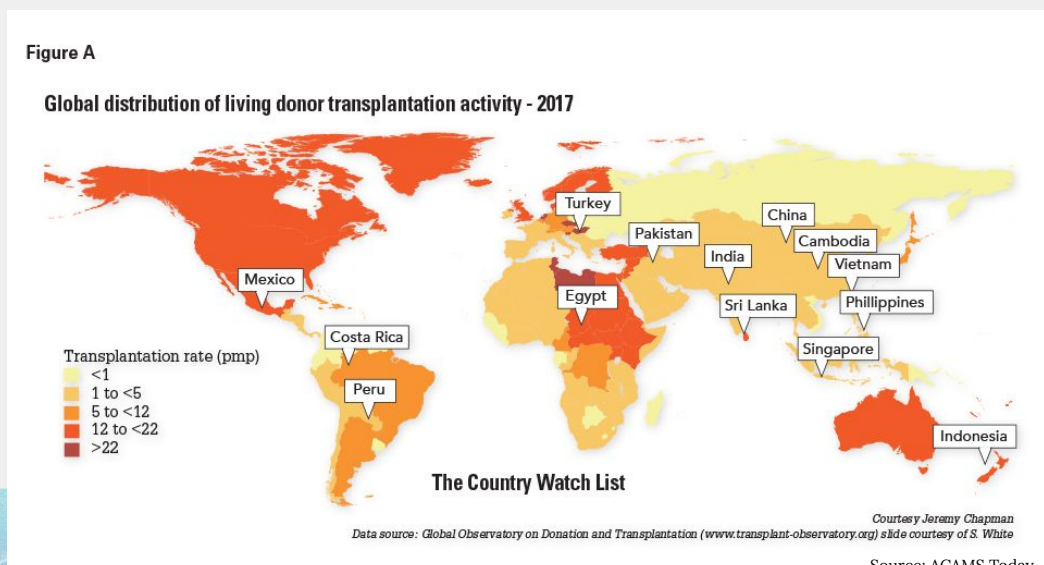 Figure A
Global distribution of living donor transplantation activity - 2017
Turkey
China
Pakistan
Cambodia
India
Vietnam
Mexico
Egypt
Sri Lanka
Phillippines
Costa Rica
Singapore
Transplantation rate (pmp)
<1
1 to <5
Peru
5 to <12
12 to <22
>22
Indonesia
The Country Watch List
Courtesy Jeremy Chapman
Data source: Global Observatory on Donation and Transplantation (www.transplant-observatory.org) slide courtesy of S. White
Source: ACAMS Today